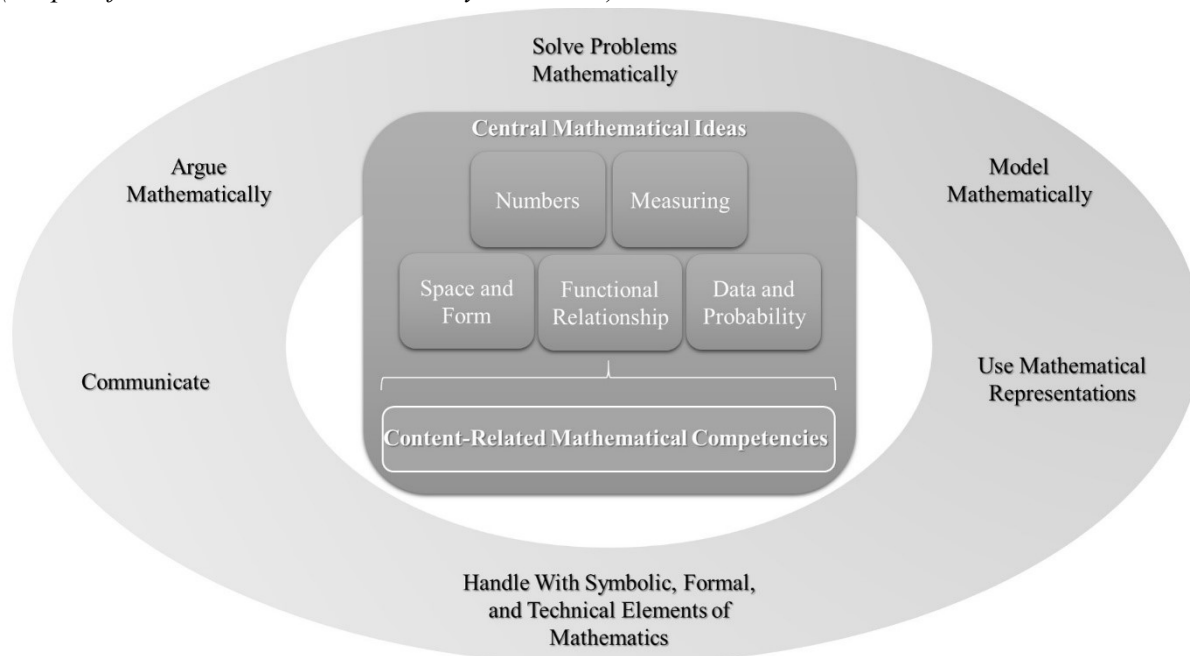 Solve Problems
Mathematically
Central Mathematical Ideas
Argue
Mathematically
Model
Mathematically
Numbers
Measuring
Space and
Form
Functional
Relationship
Data and
Probability
Communicate
Use Mathematical
Representations
Content-Related Mathematical Competencies
Handle With Symbolic, Formal,
and Technical Elements of
Mathematics